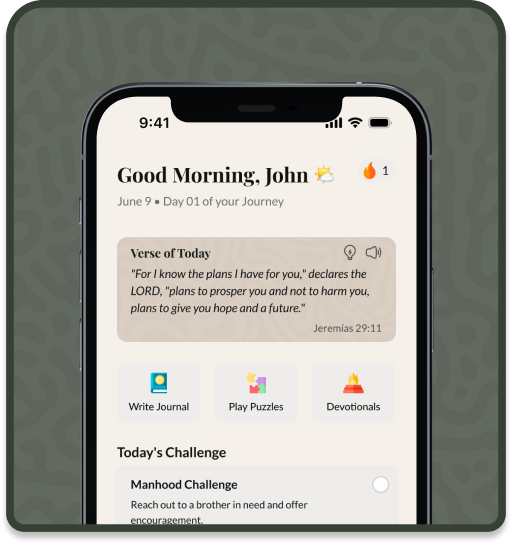 9:41
Good Morning, John 🌤️
🔥 1
June 9 • Day 01 of your Journey
Verse of Today
"For I know the plans I have for you," declares the
LORD, "plans to prosper you and not to harm you,
plans to give you hope and a future."
Jeremías 29:11
Write Journal
Play Puzzles
Devotionals
Today's Challenge
Manhood Challenge
Reach out to a brother in need and offer
encouragement.